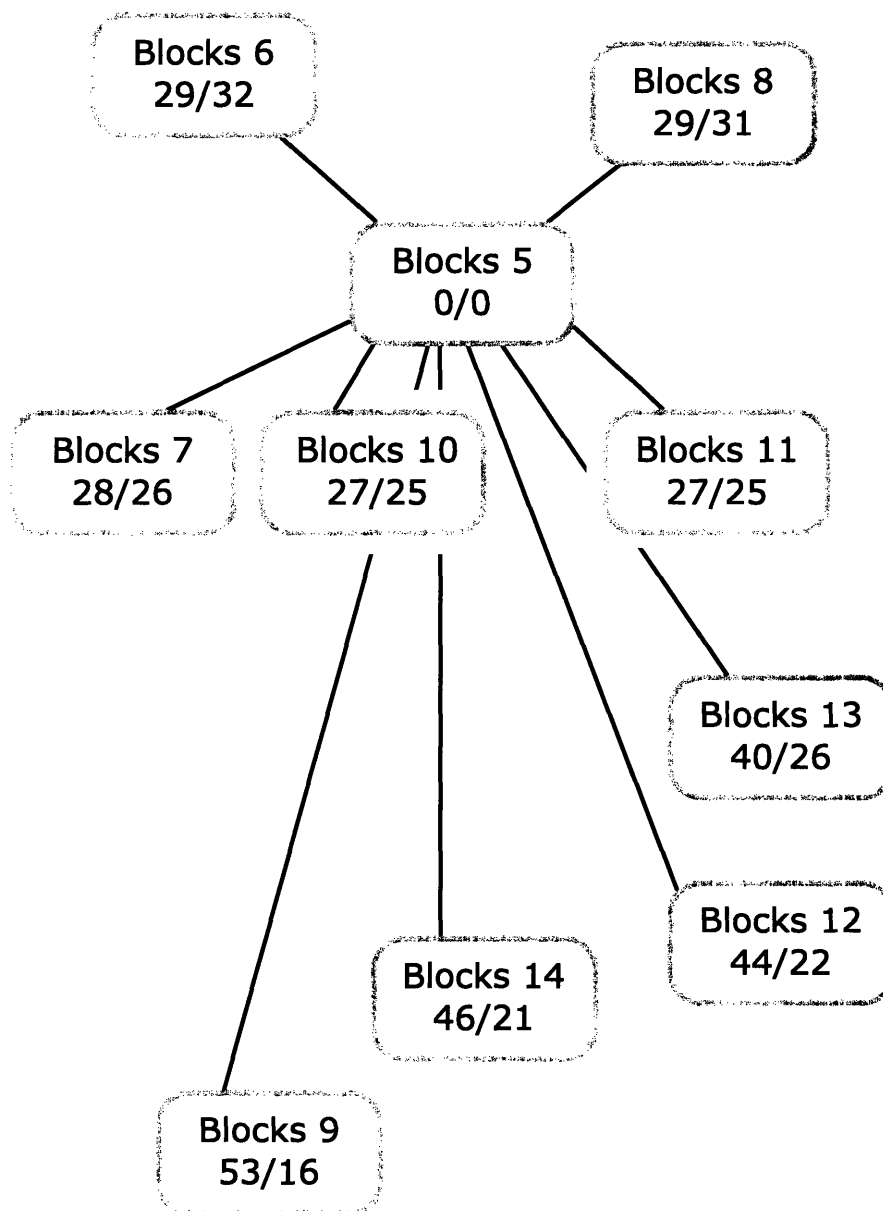 Blocks 6
29/32
Blocks 8
29/31
Blocks 5
0/0
Blocks 7
28/26
Blocks 10
27/25
Blocks 11
27/25
Blocks 13
40/26
Blocks 12
44/22
Blocks 14
46/21
Blocks 9
53/16